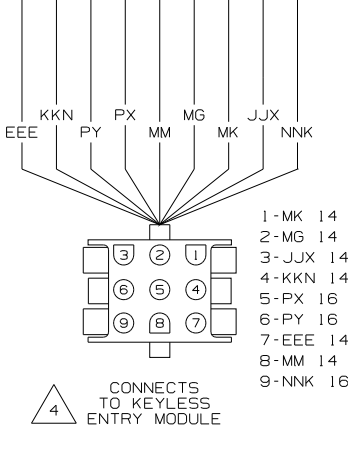 KKN PX MG JJX
EEE PY MM MK NNK
3 2 1
6 5 4
9 8 7
1-MK 14
2-MG 14
3-JJX 14
4-KKN 14
5-PX 16
6-PY 16
7-EEE 14
8-MM 14
9-NNK 16
4
CONNECTS
TO KEYLESS
ENTRY MODULE